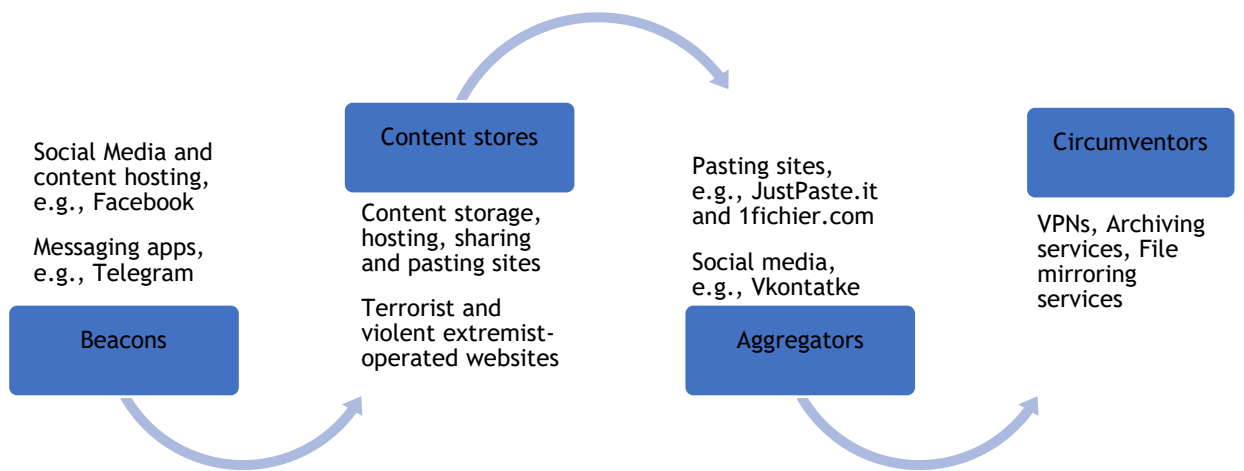 Social Media and
content hosting,
e.g., Facebook
Messaging apps,
e.g., Telegram
Beacons
Content stores
Content storage,
hosting, sharing
and pasting sites
Terrorist and
violent extremist-
operated websites
Pasting sites,
e.g., JustPaste.it
and 1fichier.com
Social media,
e.g., Vkontatke
Aggregators
Circumventors
VPNs, Archiving
services, File
mirroring
services